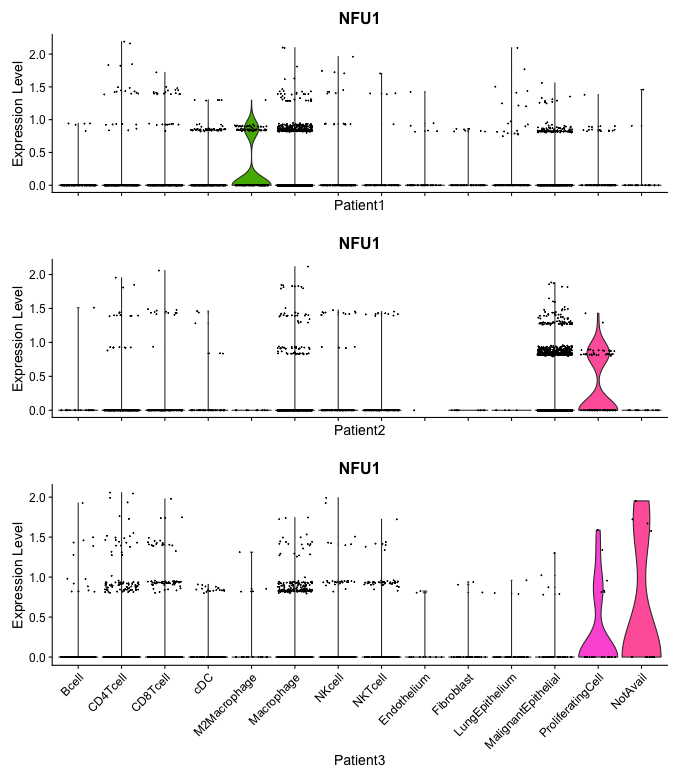 NFU1
Expression Level
2.0
1.5
1.0
0.5
0.0
Patient1
NFU1
Expression Level
2.0
1.5
1.0
0.5
0.0
Patient2
NFU1
Expression Level
2.0
1.5
1.0
0.5
0.0
Bcell
CD4Tcell
CD8Tcell
cDC
M2Macrophage
Macrophage
NKcell
NKTcell
Endothelium
Fibroblast
LungEpithelium
MalignantEpithelial
ProliferatingCell
NotAvail
Patient3